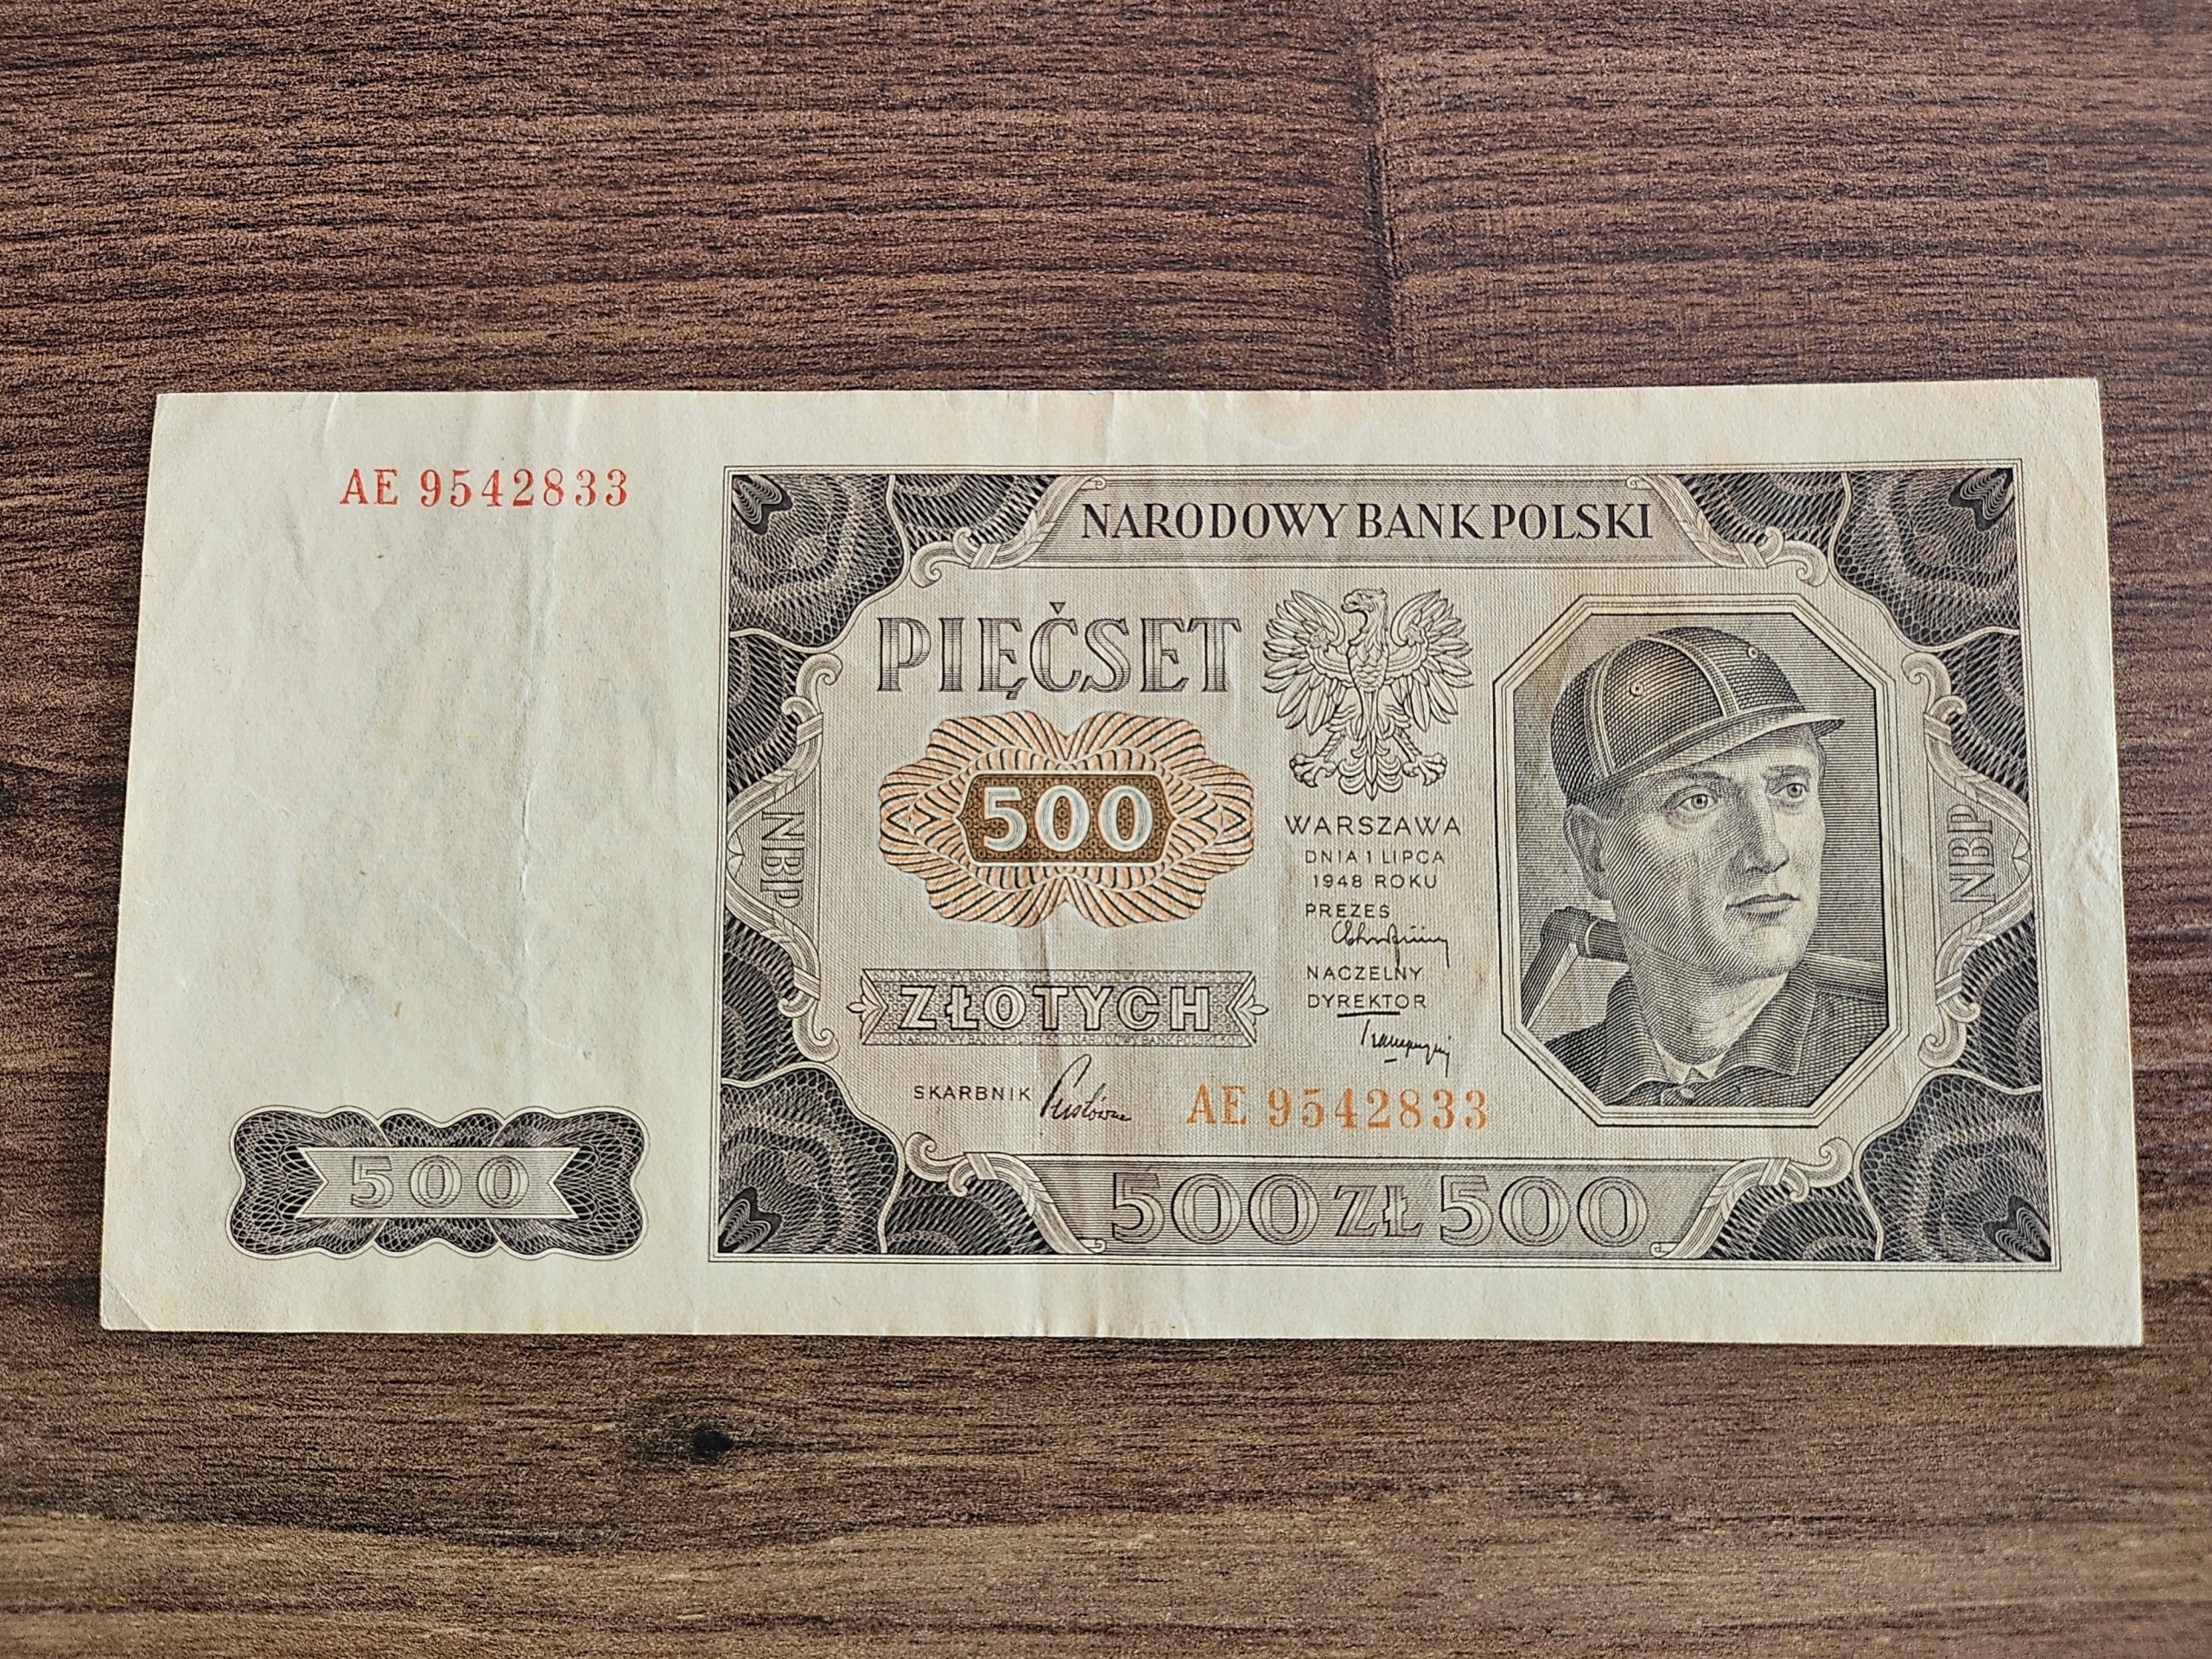 AE 9542833
NARODOWY BANK POLSKI
PIĘĆSET
500
WARSZAWA
DNIA 1 LIPCA
1948 ROKU
PREZES
NACZELNY
DYREKTOR
ZŁOTYCH
SKARBNIK
AE 9542833
NBP
NBP
500
500 ZŁ 500